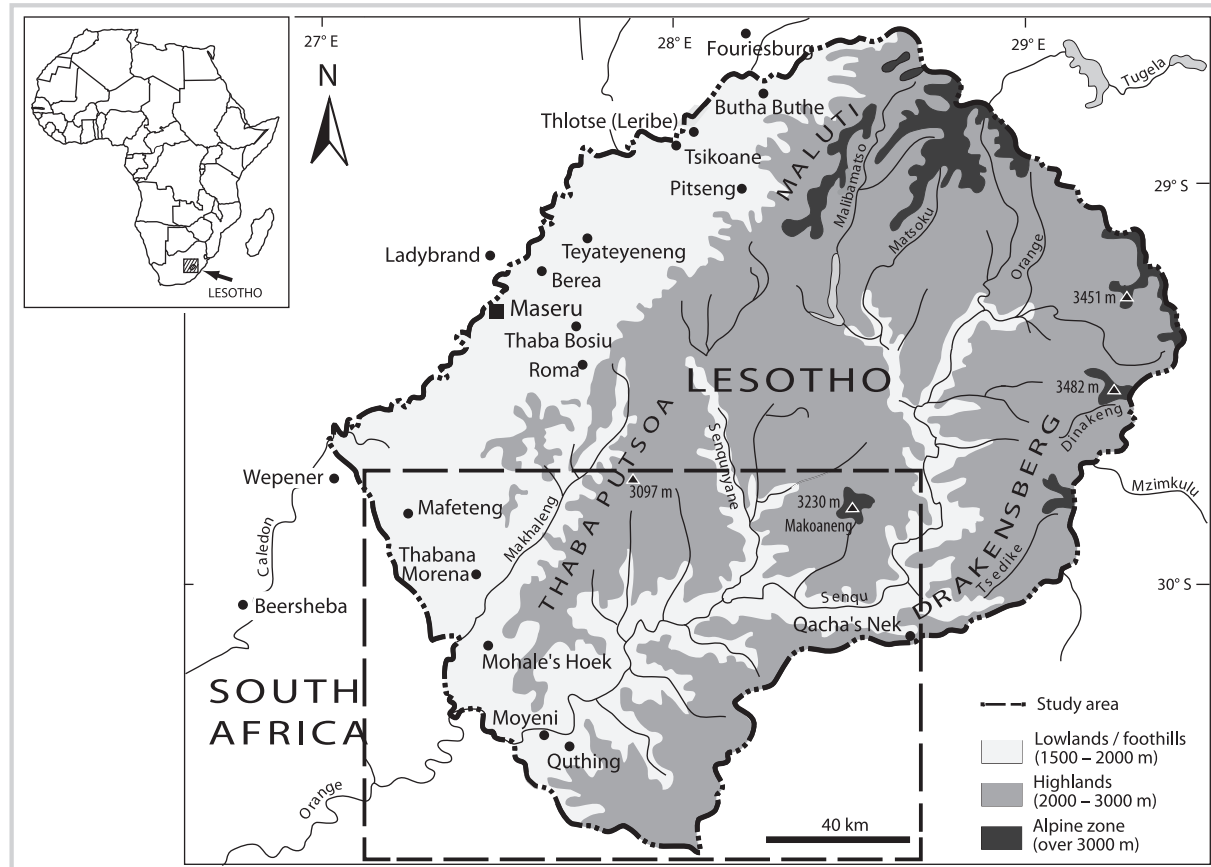 27° E
28° E
29° E
N
LESOTHO
Fouriesburg
Butha Buthe
Thlotse (Leribe)
Tsikoane
Pitseng
MALUTI
Malibamatso
Matsoku
Orange
Tugela
29° S
Ladybrand
Teyateyeneng
Berea
Maseru
Thaba Bosiu
Roma
LESOTHO
3451 m
3482 m
Dinakeng
Wepener
Caledon
Mafeteng
Makhaleng
THABA PUTSOA
3097 m
Senqunyane
3230 m
Makoaneng
DRAKENSBERG
Mzimkulu
Tsedike
Thabana
Morena
Beersheba
30° S
Senqu
Qacha's Nek
Mohale's Hoek
SOUTH
AFRICA
Moyeni
Quthing
Orange
40 km
Study area
Lowlands / foothills
(1500 – 2000 m)
Highlands
(2000 – 3000 m)
Alpine zone
(over 3000 m)